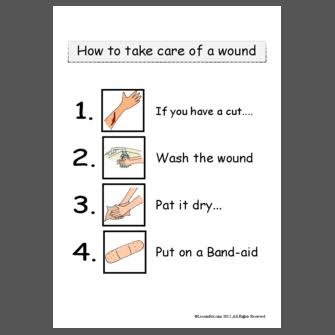 How to take care of a wound
1. If you have a cut....
2. Wash the wound
3. Pat it dry...
4. Put on a Band-aid
©LessonPix.com 2012, All Rights Reserved